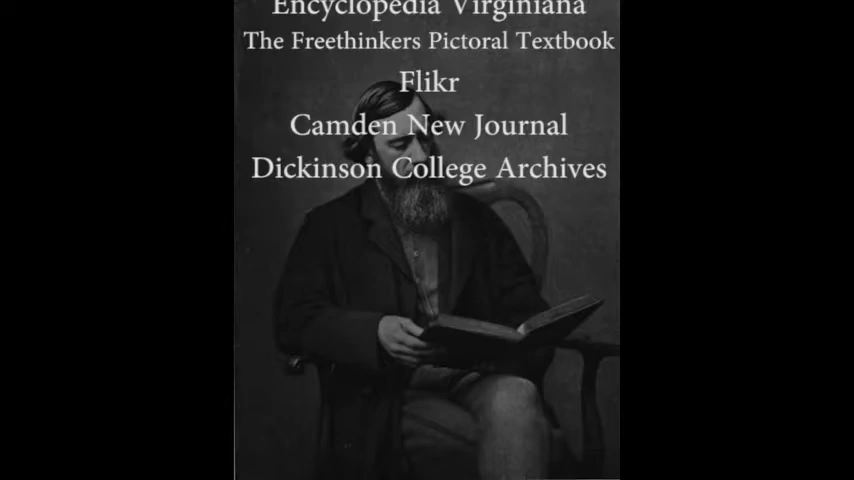 Encyclopedia Virginiana
The Freethinkers Pictoral Textbook
Flikr
Camden New Journal
Dickinson College Archives